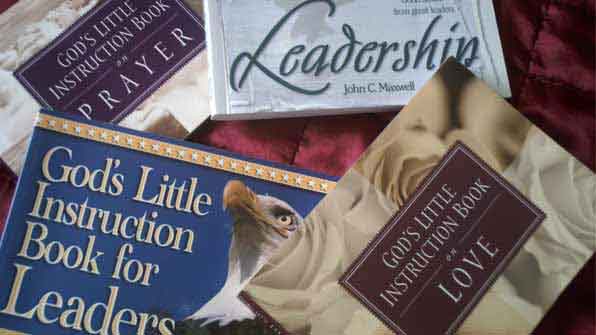 GOD'S LITTLE
INSTRUCTION BOOK
on
PRAYER
from great leaders
Leadership
John C. Maxwell
God's Little
Instruction
Book for
Leaders
GOD'S LITTLE
INSTRUCTION BOOK
on
LOVE